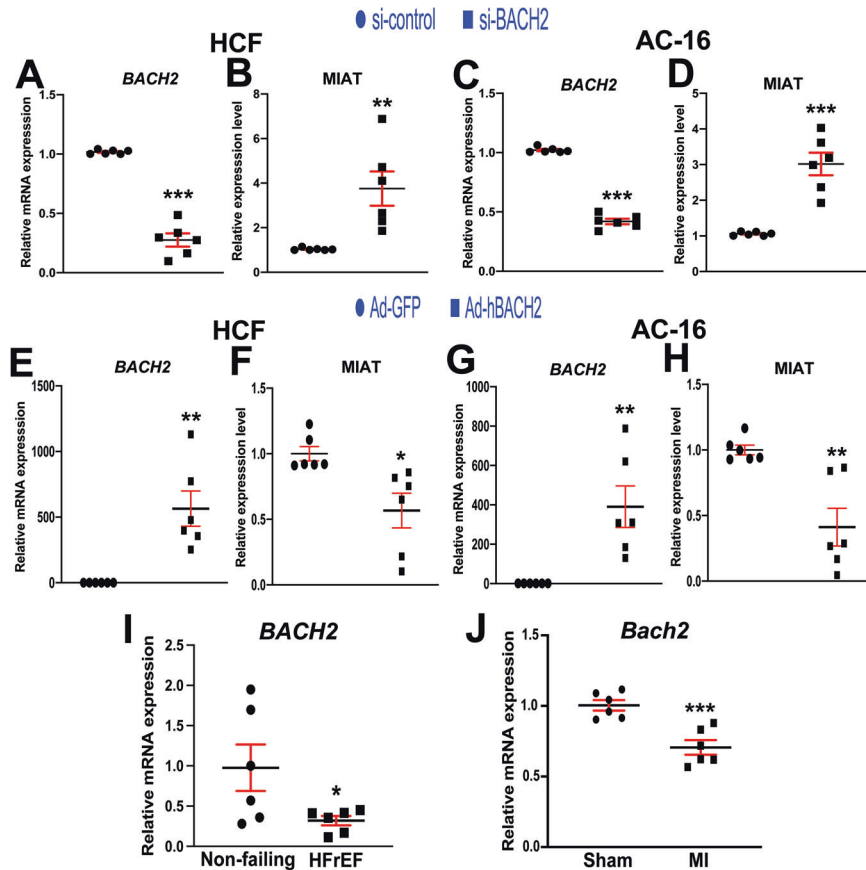 si-control si-BACH2
HCF AC-16
A BACH2 B MIAT C BACH2 D MIAT
Relative mRNA expresssion
1.5
1.0
0.5
0.0
***
Relative expresssion level
8
6
4
2
0
**
Relative mRNA expresssion
1.5
1.0
0.5
0.0
***
Relative expresssion level
5
4
3
2
1
0
***
Ad-GFP Ad-hBACH2
HCF AC-16
E BACH2 F MIAT G BACH2 H MIAT
Relative mRNA expresssion
1500
1000
500
0
**
Relative expresssion level
1.5
1.0
0.5
0.0
*
Relative mRNA expresssion
1000
800
600
400
200
0
**
Relative expresssion level
1.5
1.0
0.5
0.0
**
I BACH2
Relative mRNA expression
2.5
2.0
1.5
1.0
0.5
0.0
*
Non-failing HFrEF
J Bach2
Relative mRNA expression
1.5
1.0
0.5
0.0
***
Sham MI